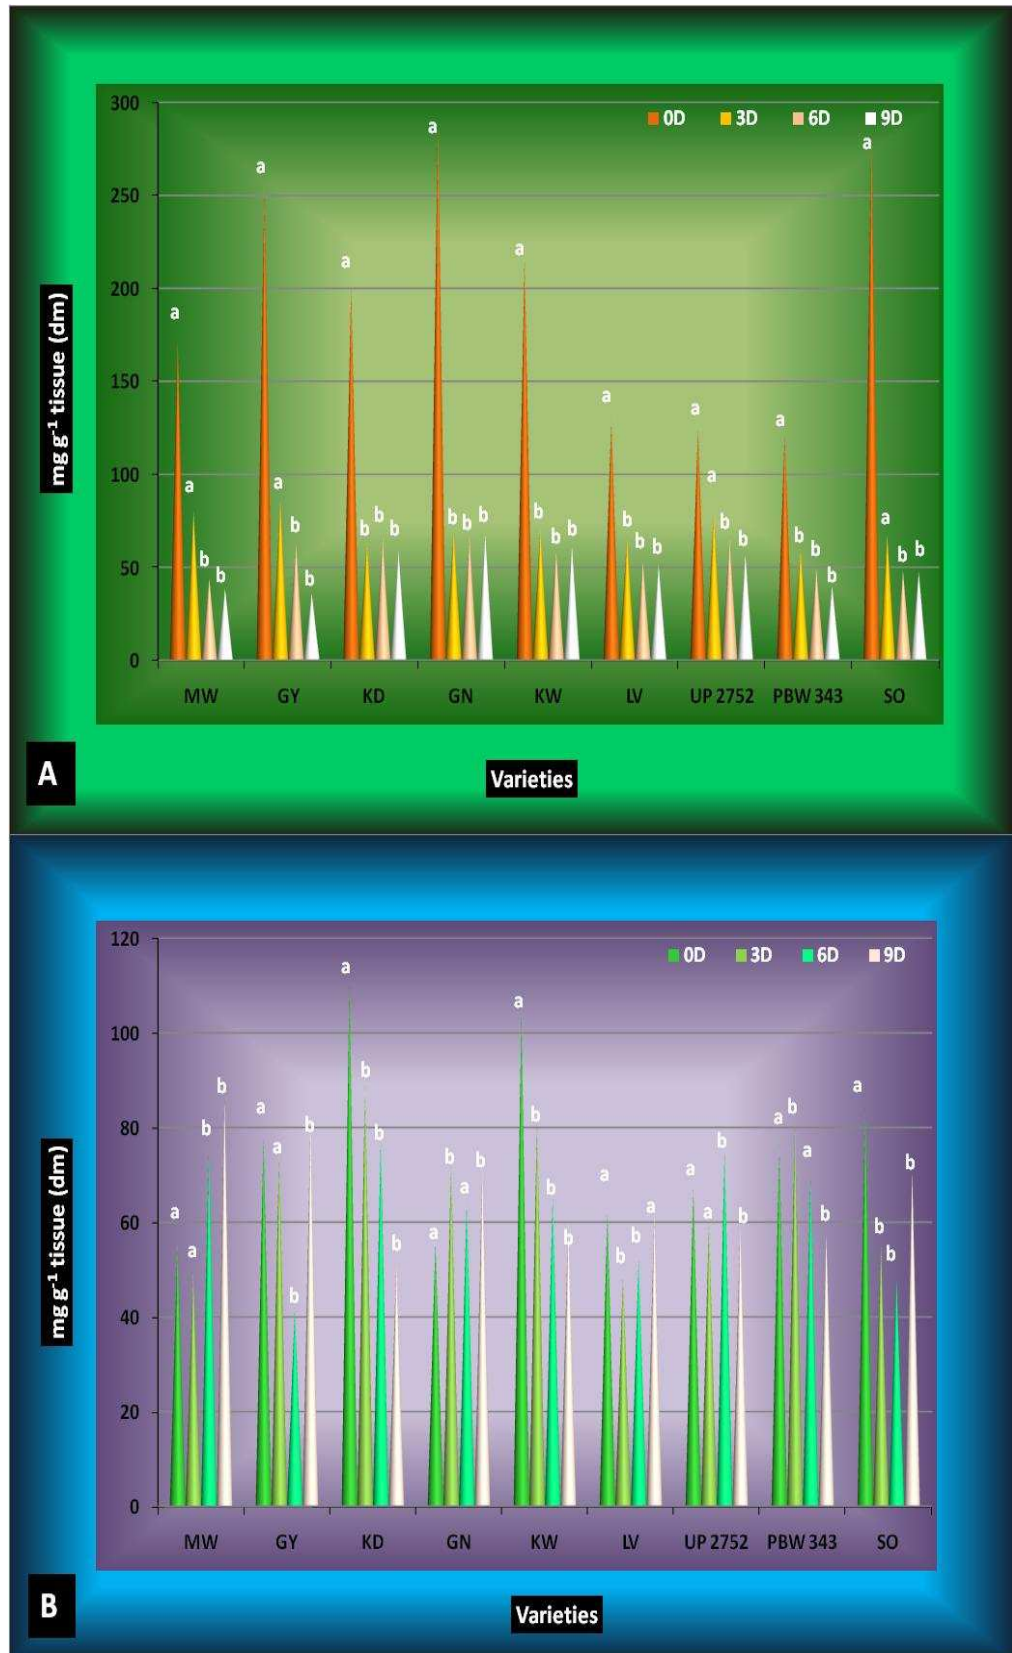 300
0D 3D 6D 9D
a
a
250
a
a
a
200
a
a
150
a
a
a
mg g-1 tissue (dm)
100
a
a
a
b b b b b b b b b a b b b b b b a
b b b b b b b
50
0
MW GY KD GN KW LV UP 2752 PBW 343 SO
A
Varieties
120
0D 3D 6D 9D
a
a
100
b
b a a b a
80
b a b b b b a b
a b b a b
a b a b a b b
60
a a b b b b b
b
mg g-1 tissue (dm)
40
20
0
MW GY KD GN KW LV UP 2752 PBW 343 SO
B
Varieties